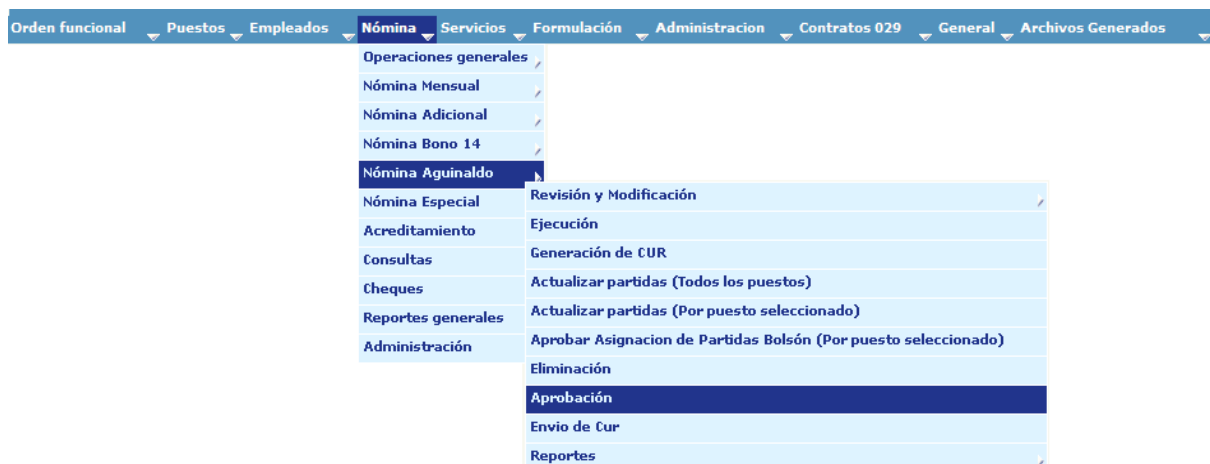 Orden funcional Puestos Empleados Nómina Servicios Formulación Administracion Contratos 029 General Archivos Generados
Operaciones generales
Nómina Mensual
Nómina Adicional
Nómina Bono 14
Nómina Aguinaldo
Nómina Especial
Acreditamiento
Consultas
Cheques
Reportes generales
Administración
Revisión y Modificación
Ejecución
Generación de CUR
Actualizar partidas (Todos los puestos)
Actualizar partidas (Por puesto seleccionado)
Aprobar Asignacion de Partidas Bolsón (Por puesto seleccionado)
Eliminación
Aprobación
Envio de Cur
Reportes